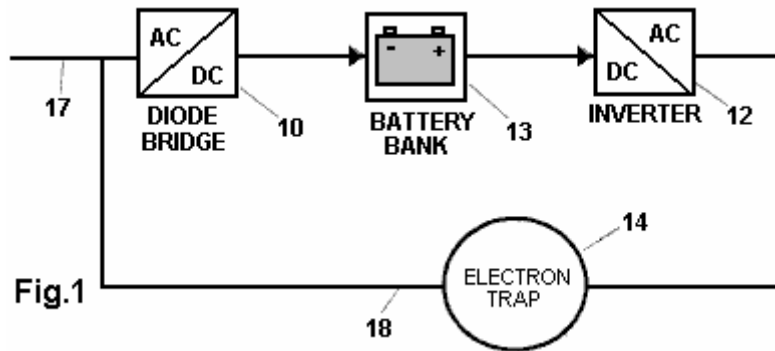 AC
DC
DIODE
BRIDGE
17
10
- +
BATTERY
BANK
13
AC
DC
INVERTER
12
14
ELECTRON
TRAP
18
Fig.1